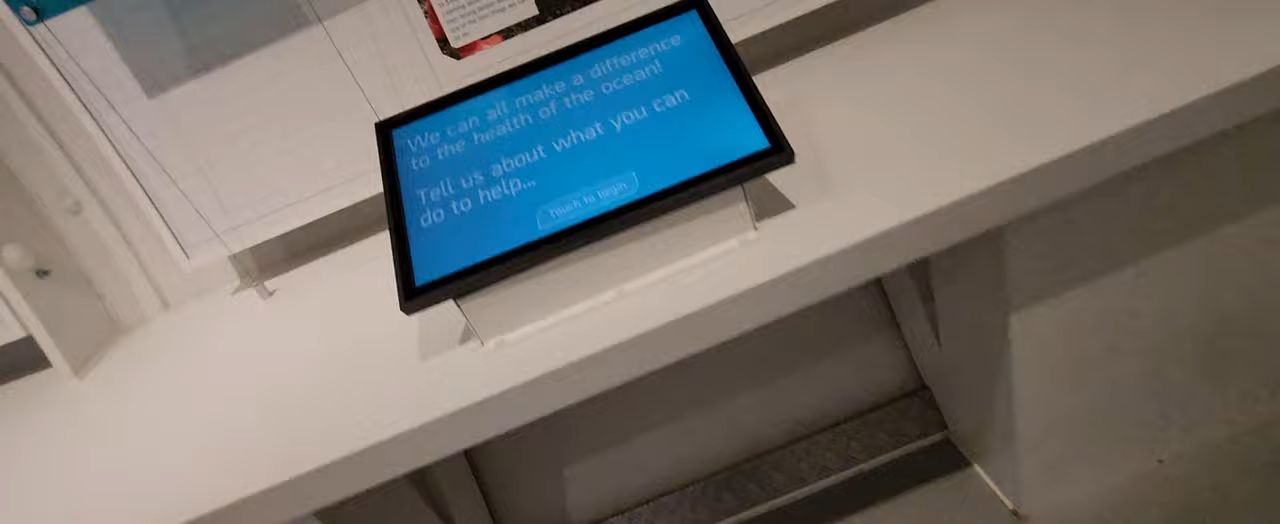 We can all make a difference
to the health of the ocean!
Tell us about what you can
do to help...
Touch to begin